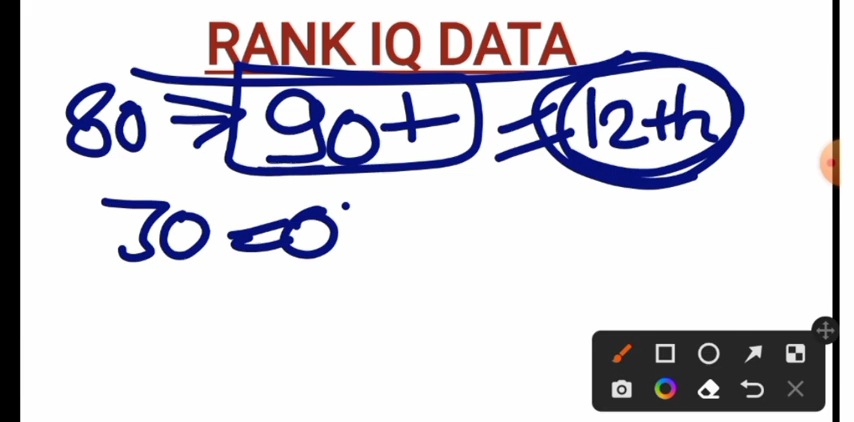 RANK IQ DATA
80 ⇒ 90+ = 12th
30 = 0